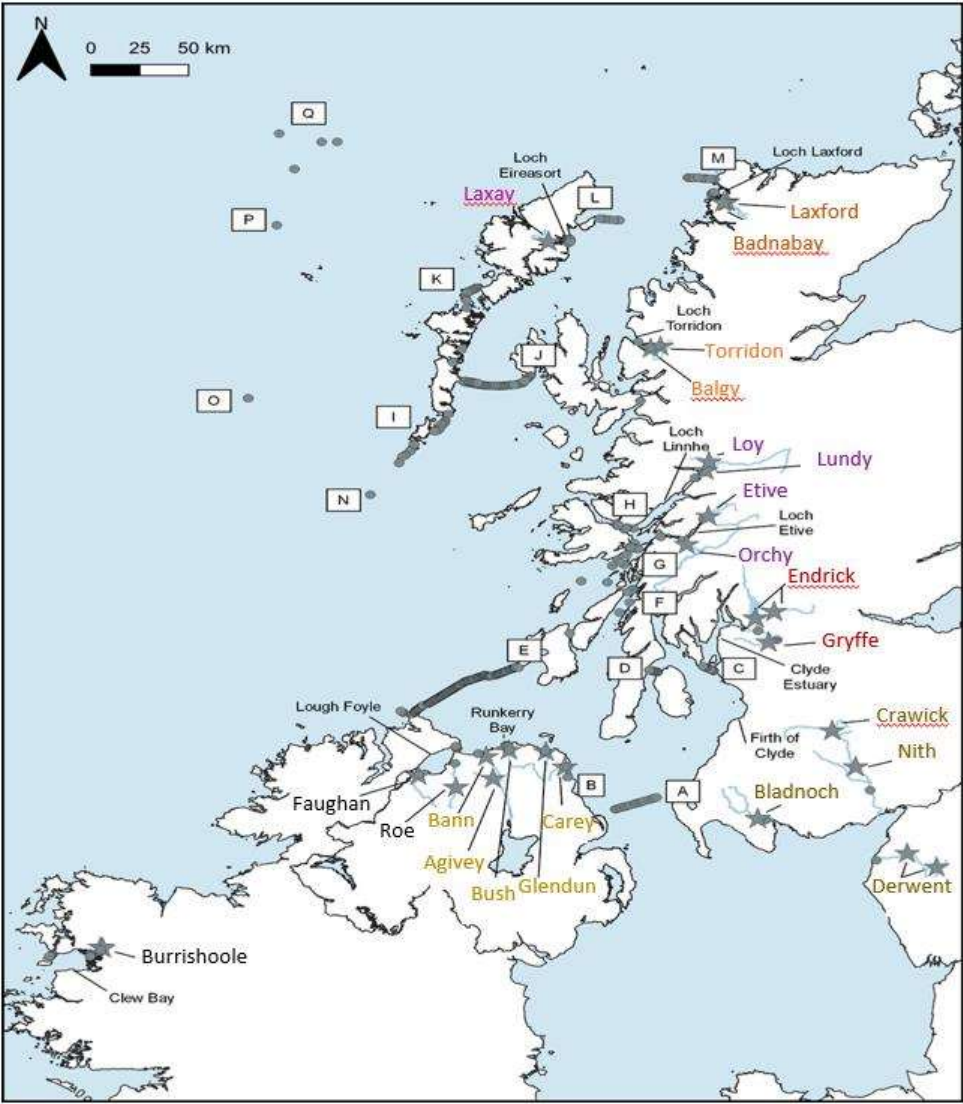 N
0 25 50 km
Q
M
Loch Laxford
Loch
Eireasort
Laxay
L
P
Laxford
Badnabay
K
Loch
Torridon
J
Torridon
Balgy
O
I
Loch
Linnhe
Loy
Lundy
N
Etive
H
Loch
Etive
Orchy
G
Endrick
F
Gryffe
E
D
C
Clyde
Estuary
Lough Foyle
Runkerry
Bay
Crawick
Firth of
Clyde
Nith
B
A
Bladnoch
Faughan
Roe
Bann
Carey
Agivey
Bush
Glendun
Derwent
Burrishoole
Clew Bay